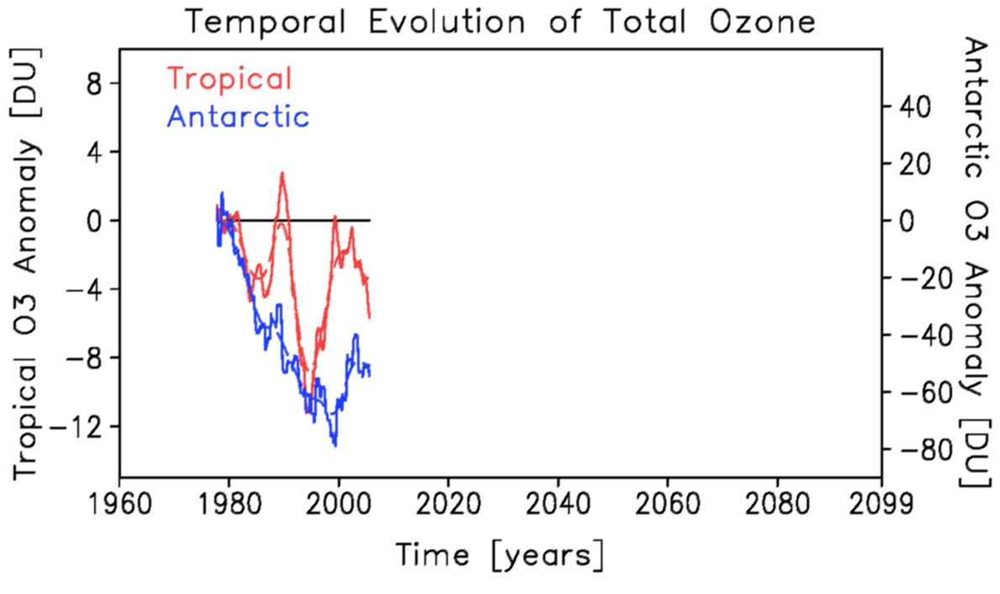 Temporal Evolution of Total Ozone
Tropical O3 Anomaly [DU]
8
4
0
−4
−8
−12
Tropical
Antarctic
40
20
0
−20
−40
−60
−80
Antarctic O3 Anomaly [DU]
1960 1980 2000 2020 2040 2060 2080 2099
Time [years]